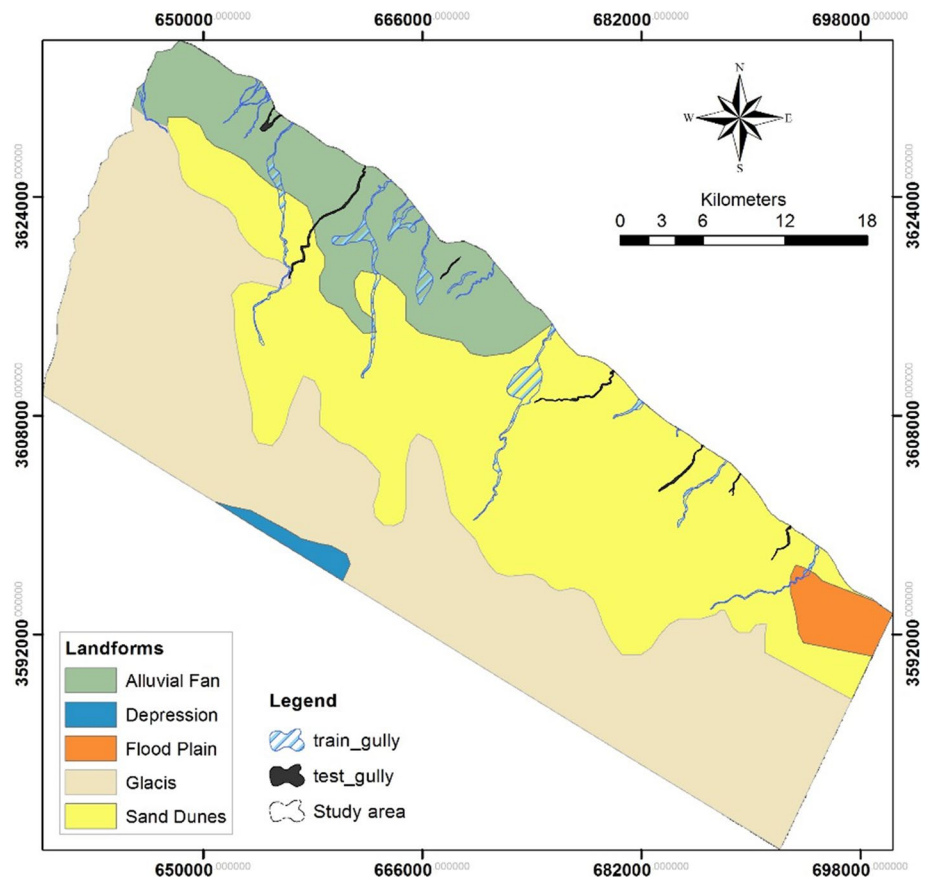 650000.000000 666000.000000 682000.000000 698000.000000
N
W E
S
Kilometers
0 3 6 12 18
3624000.000000
3624000.000000
3608000.000000
3608000.000000
3592000.000000
3592000.000000
Landforms
Alluvial Fan
Depression
Flood Plain
Glacis
Sand Dunes
Legend
train_gully
test_gully
Study area
650000.000000 666000.000000 682000.000000 698000.000000